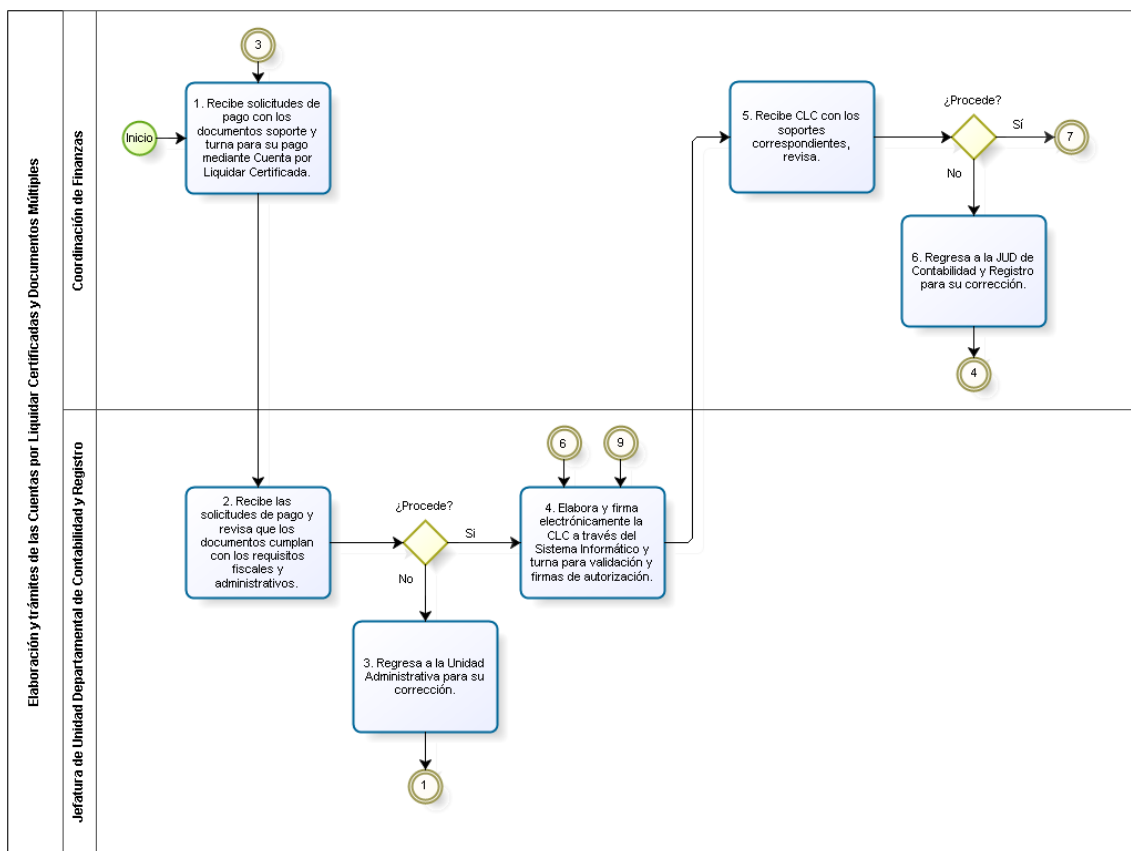 Elaboración y trámites de las Cuentas por Liquidar Certificadas y Documentos Múltiples
Coordinación de Finanzas
3
Inicio
1. Recibe solicitudes de
pago con los
documentos soporte y
turna para su pago
mediante Cuenta por
Liquidar Certificada.
5. Recibe CLC con los
soportes
correspondientes,
revisa.
¿Procede?
Sí
7
No
6. Regresa a la JUD de
Contabilidad y Registro
para su corrección.
4
Jefatura de Unidad Departamental de Contabilidad y Registro
6
9
2. Recibe las
solicitudes de pago y
revisa que los
documentos cumplan
con los requisitos
fiscales y
administrativos.
¿Procede?
Si
No
4. Elabora y firma
electrónicamente la
CLC a través del
Sistema Informático y
turna para validación y
firmas de autorización.
3. Regresa a la Unidad
Administrativa para su
corrección.
1